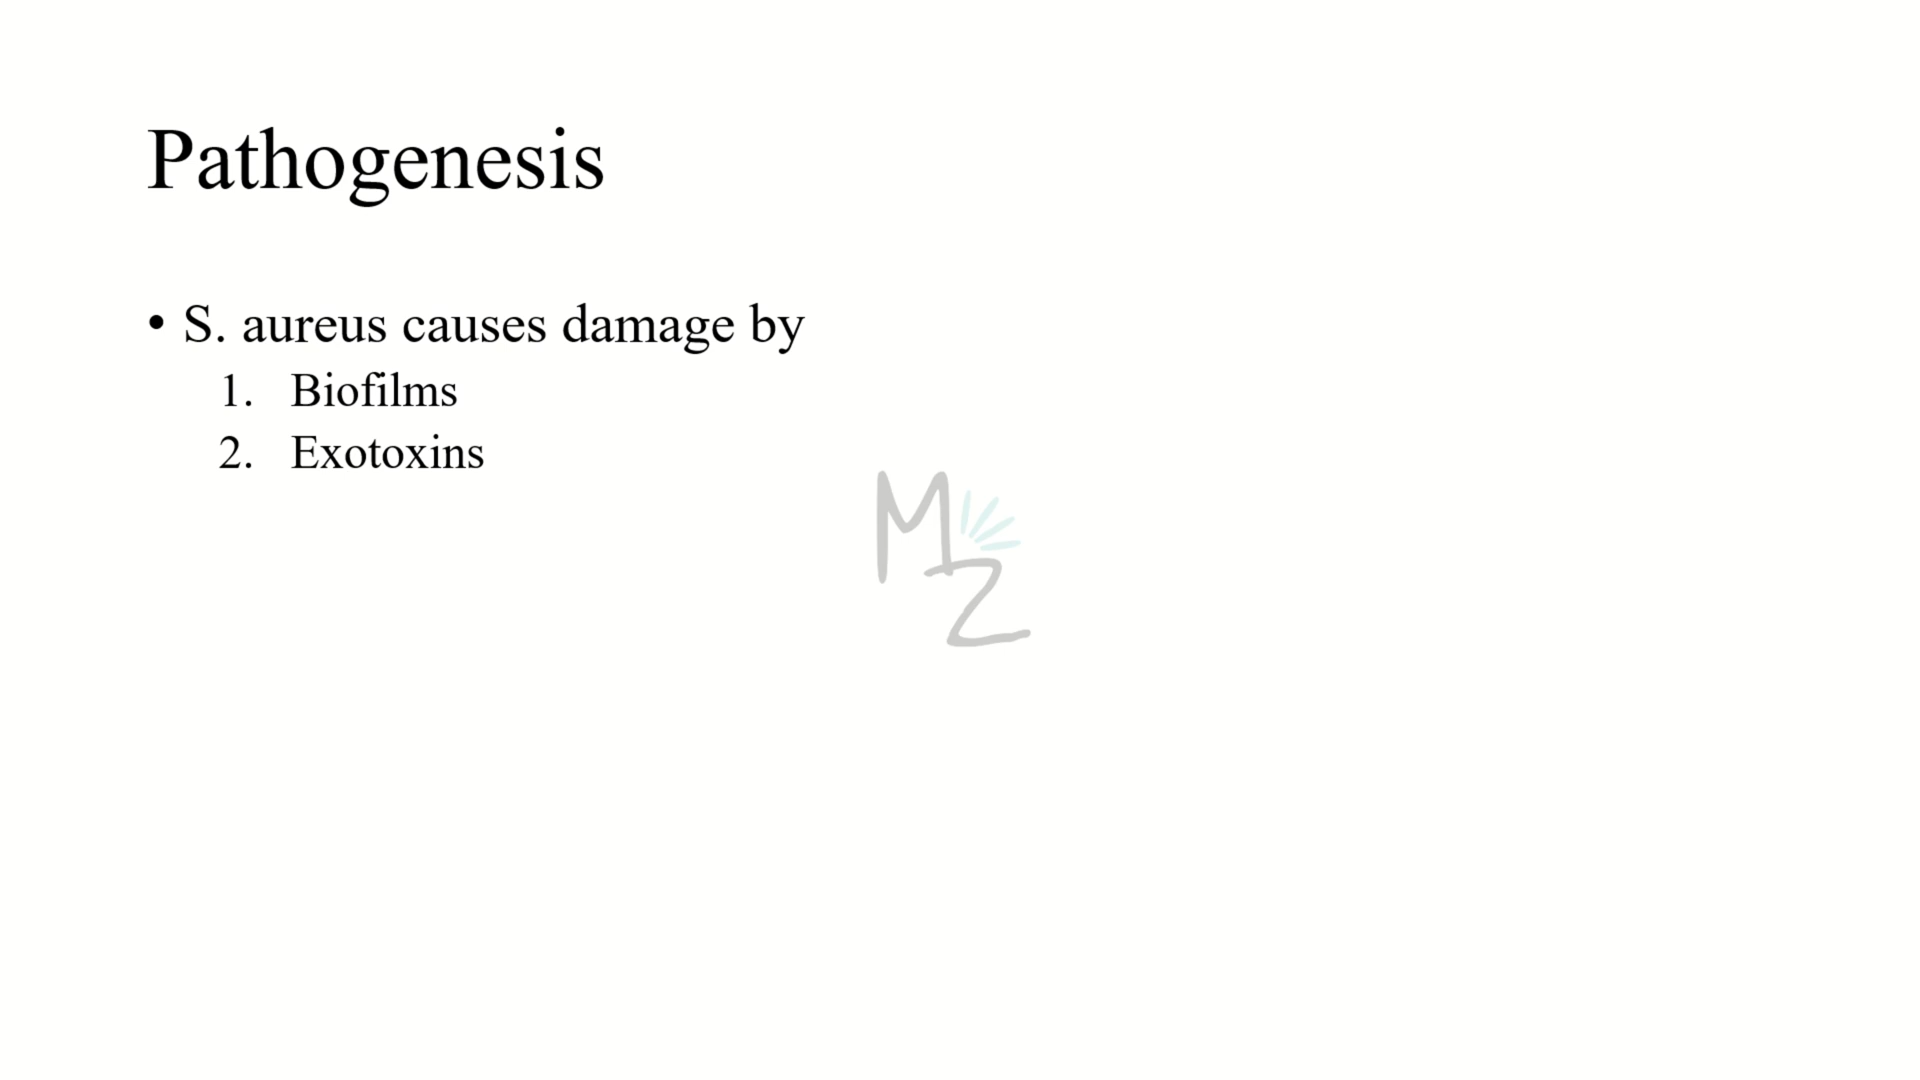 Pathogenesis
• S. aureus causes damage by
1. Biofilms
2. Exotoxins
MZ